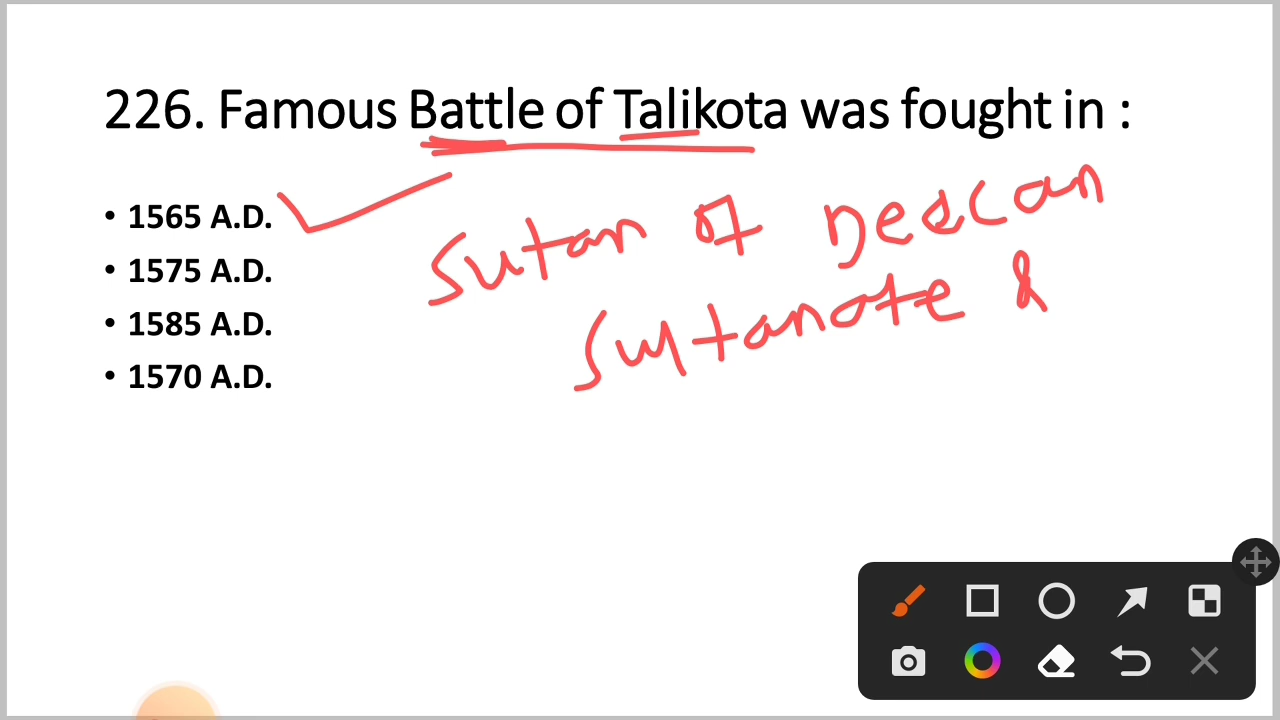 226. Famous Battle of Talikota was fought in :
• 1565 A.D.
• 1575 A.D.
• 1585 A.D.
• 1570 A.D.
Sutan of Deccan
Sultanate &